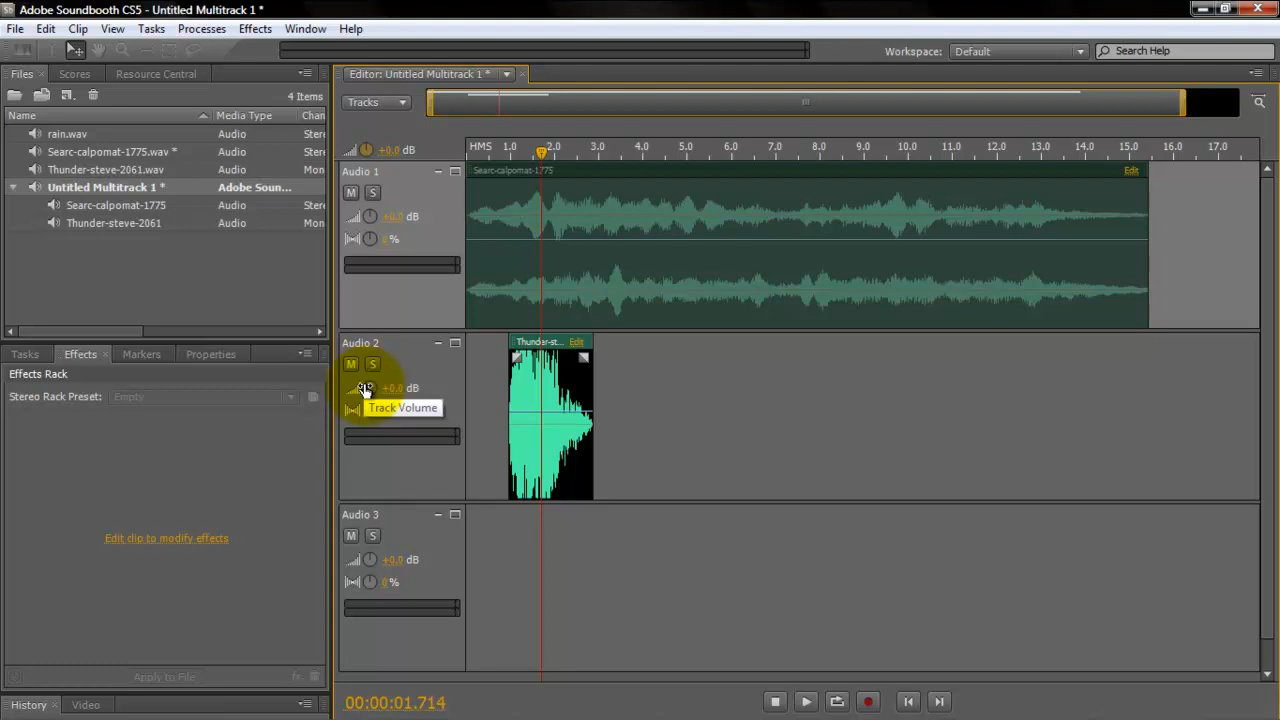 Sb Adobe Soundbooth CS5 - Untitled Multitrack 1 *
File Edit Clip View Tasks Processes Effects Window Help
Workspace: Default Search Help
Files Scores Resource Central
Editor: Untitled Multitrack 1 *
4 Items
Tracks
Name Media Type Chan
rain.wav Audio Stere
Searc-calpomat-1775.wav * Audio Stere
Thunder-steve-2061.wav Audio Mon
Untitled Multitrack 1 * Adobe Soun...
Searc-calpomat-1775 Audio Stere
Thunder-steve-2061 Audio Mon
+0.0 dB
HMS 1.0 2.0 3.0 4.0 5.0 6.0 7.0 8.0 9.0 10.0 11.0 12.0 13.0 14.0 15.0 16.0 17.0
Audio 1 Searc-calpomat-1775 Edit
M S
+0.0 dB
0 %
Audio 2 Thunder-st... Edit
M S
+0.0 dB
Track Volume
Audio 3
M S
+0.0 dB
0 %
Tasks Effects Markers Properties
Effects Rack
Stereo Rack Preset: Empty
Edit clip to modify effects
Apply to File
fx
History Video
00:00:01.714